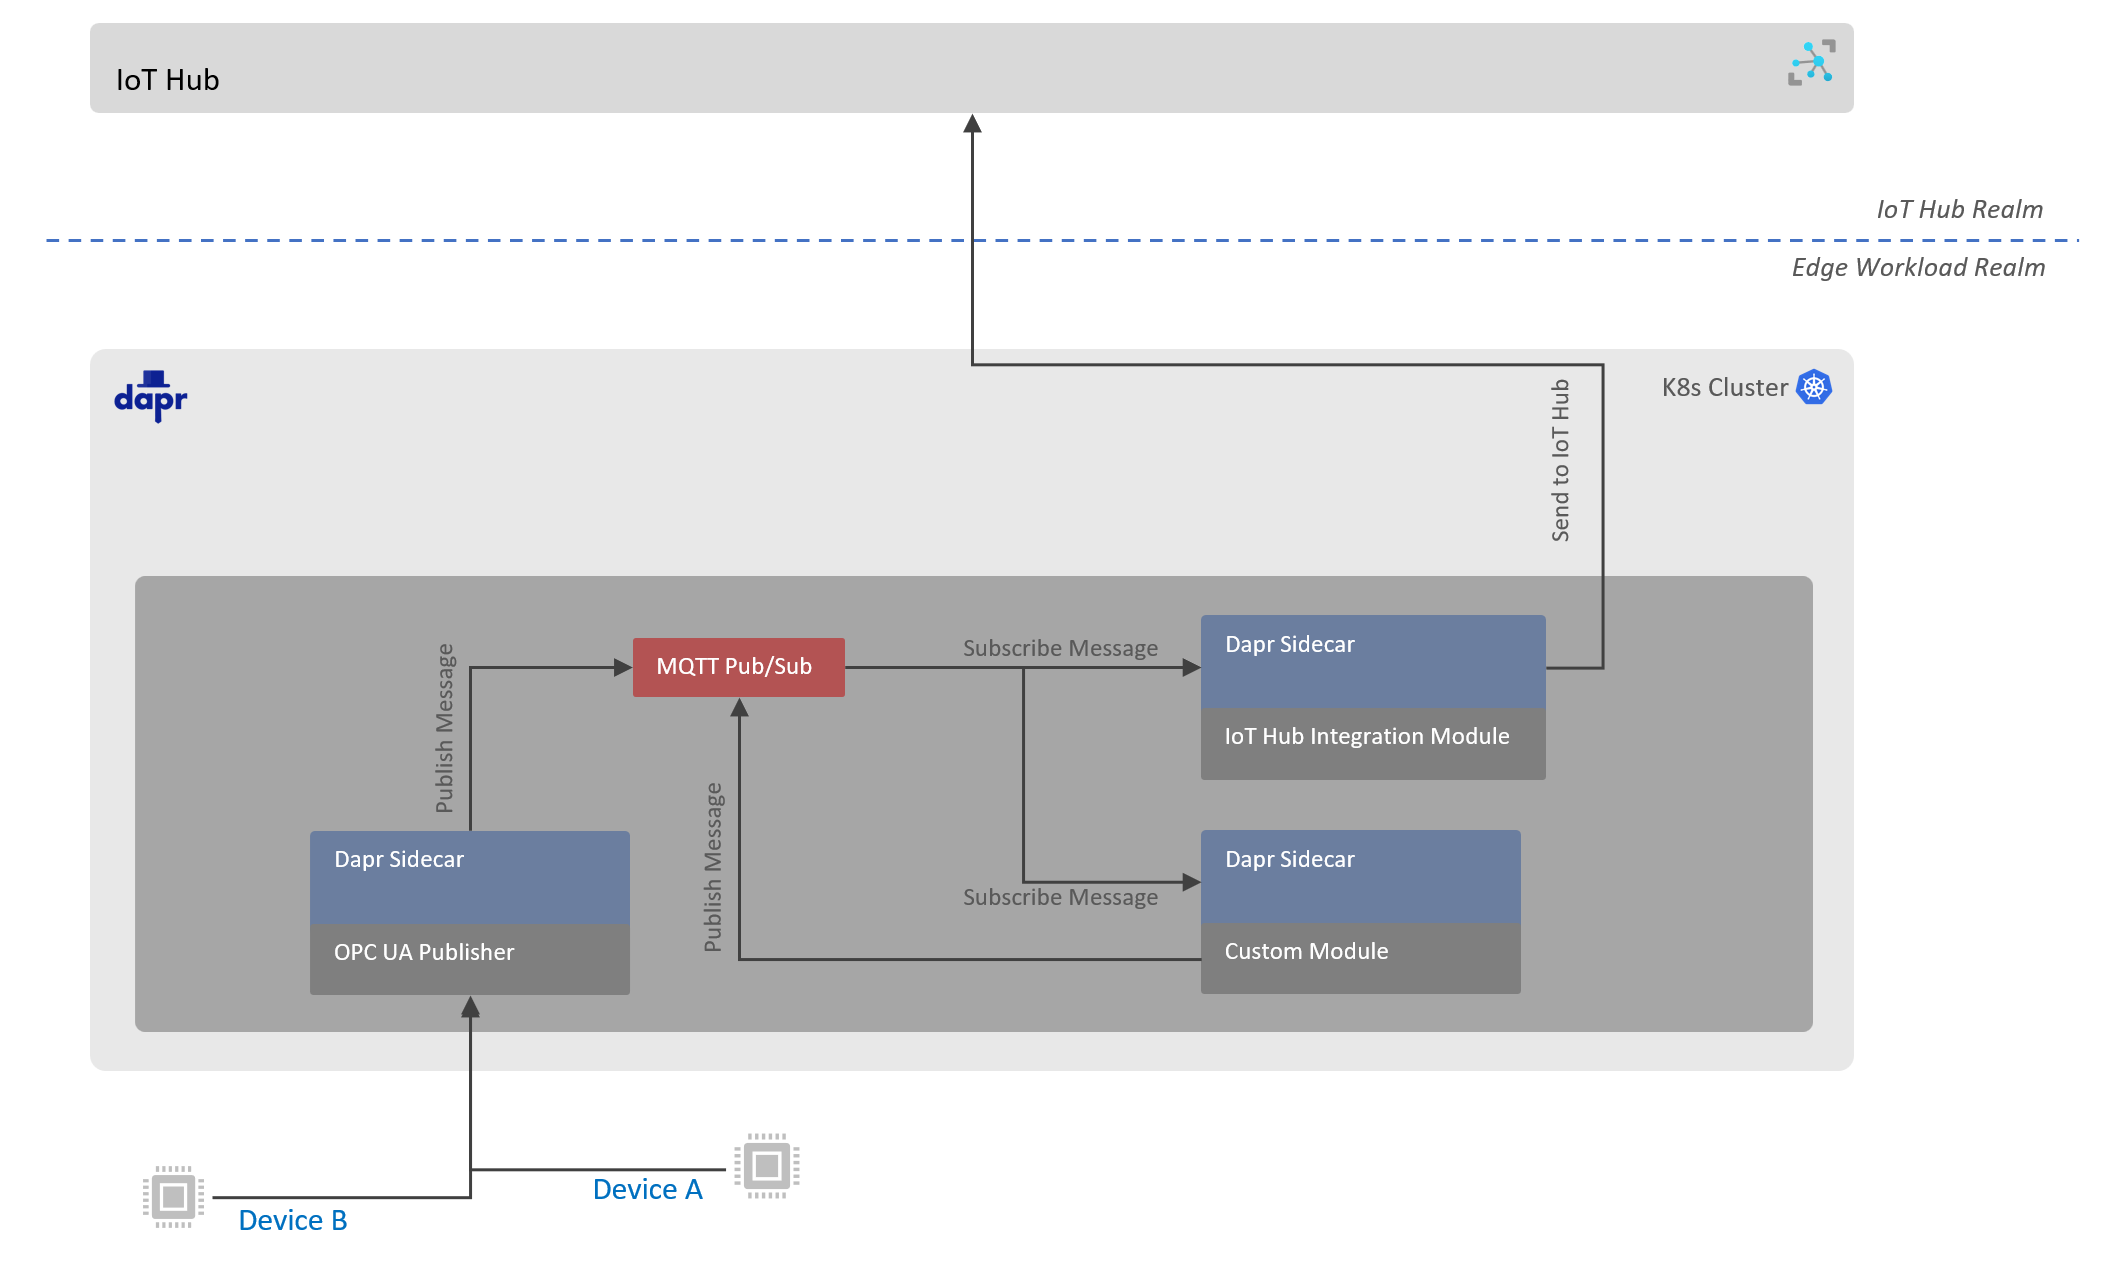 IoT Hub
IoT Hub Realm
Edge Workload Realm
dapr
K8s Cluster
Send to IoT Hub
Publish Message
MQTT Pub/Sub
Subscribe Message
Dapr Sidecar
IoT Hub Integration Module
Publish Message
Subscribe Message
Dapr Sidecar
OPC UA Publisher
Dapr Sidecar
Custom Module
Device A
Device B